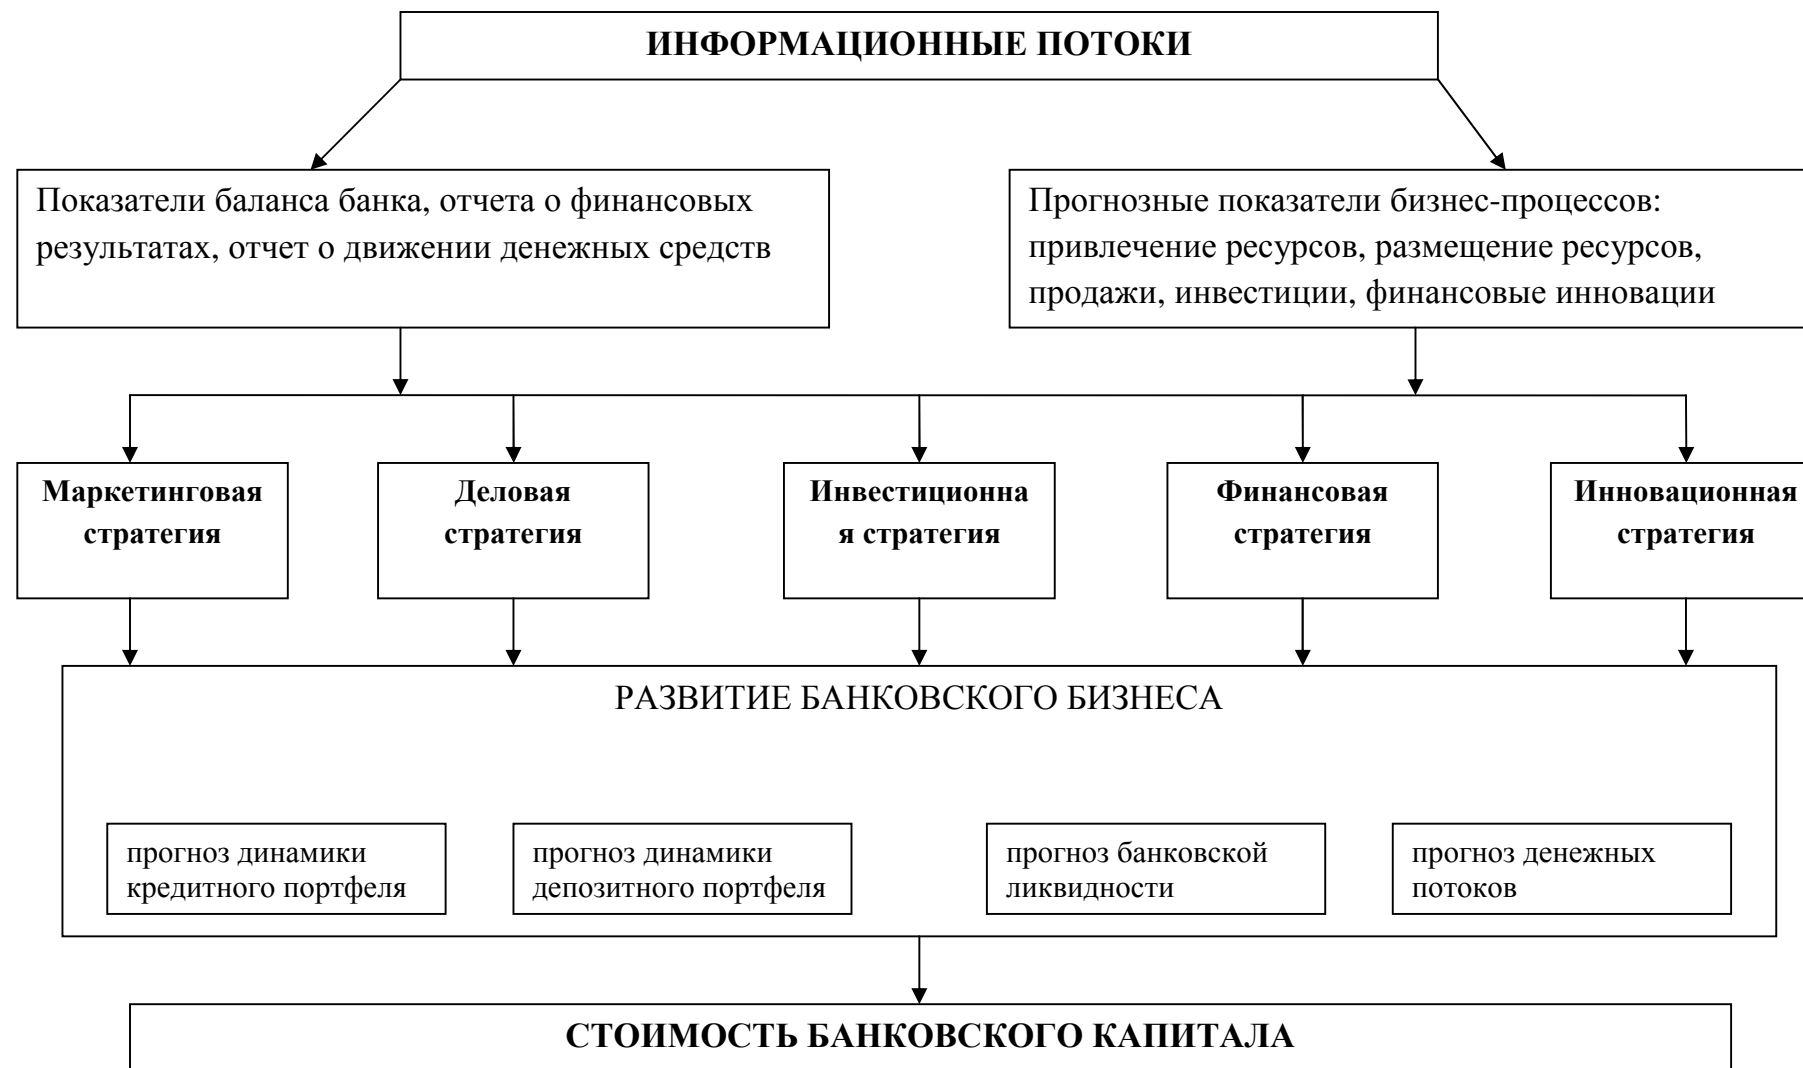 ИНФОРМАЦИОННЫЕ ПОТОКИ
Показатели баланса банка, отчета о финансовых
результатах, отчет о движении денежных средств
Прогнозные показатели бизнес-процессов:
привлечение ресурсов, размещение ресурсов,
продажи, инвестиции, финансовые инновации
Маркетинговая
стратегия
Деловая
стратегия
Инвестиционна
я стратегия
Финансовая
стратегия
Инновационная
стратегия
РАЗВИТИЕ БАНКОВСКОГО БИЗНЕСА
прогноз динамики
кредитного портфеля
прогноз динамики
депозитного портфеля
прогноз банковской
ликвидности
прогноз денежных
потоков
СТОИМОСТЬ БАНКОВСКОГО КАПИТАЛА